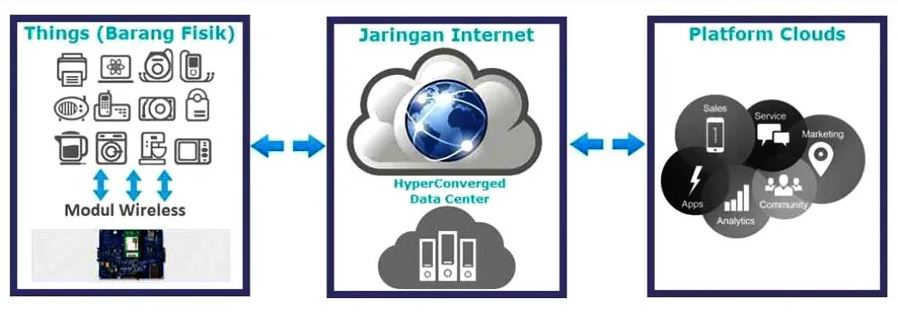 Things (Barang Fisik)
Modul Wireless
Jaringan Internet
HyperConverged
Data Center
Platform Clouds
Sales
Service
Marketing
Apps
Analytics
Community